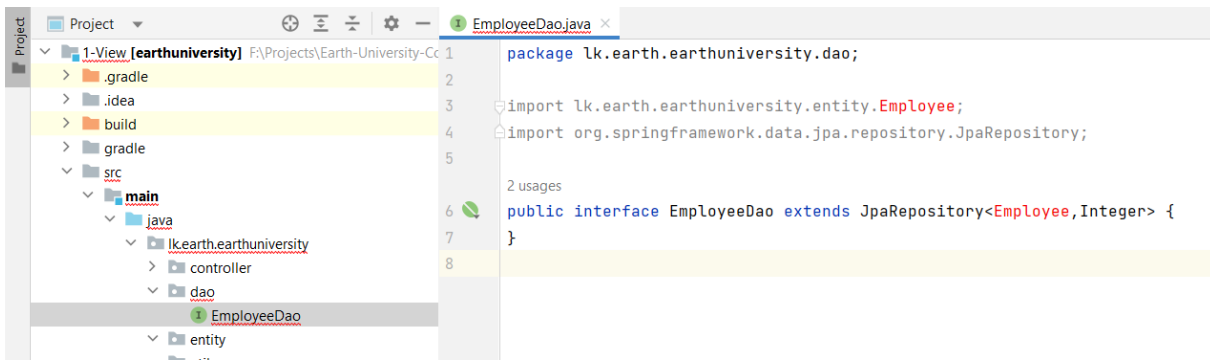 Project
Project
EmployeeDao.java
1-View [earthuniversity] F:\Projects\Earth-University-Co
.gradle
.idea
build
gradle
src
main
java
lk.earth.earthuniversity
controller
dao
I EmployeeDao
entity
1 package lk.earth.earthuniversity.dao;
2
3 import lk.earth.earthuniversity.entity.Employee;
4 import org.springframework.data.jpa.repository.JpaRepository;
5
2 usages
6 public interface EmployeeDao extends JpaRepository<Employee,Integer> {
7 }
8